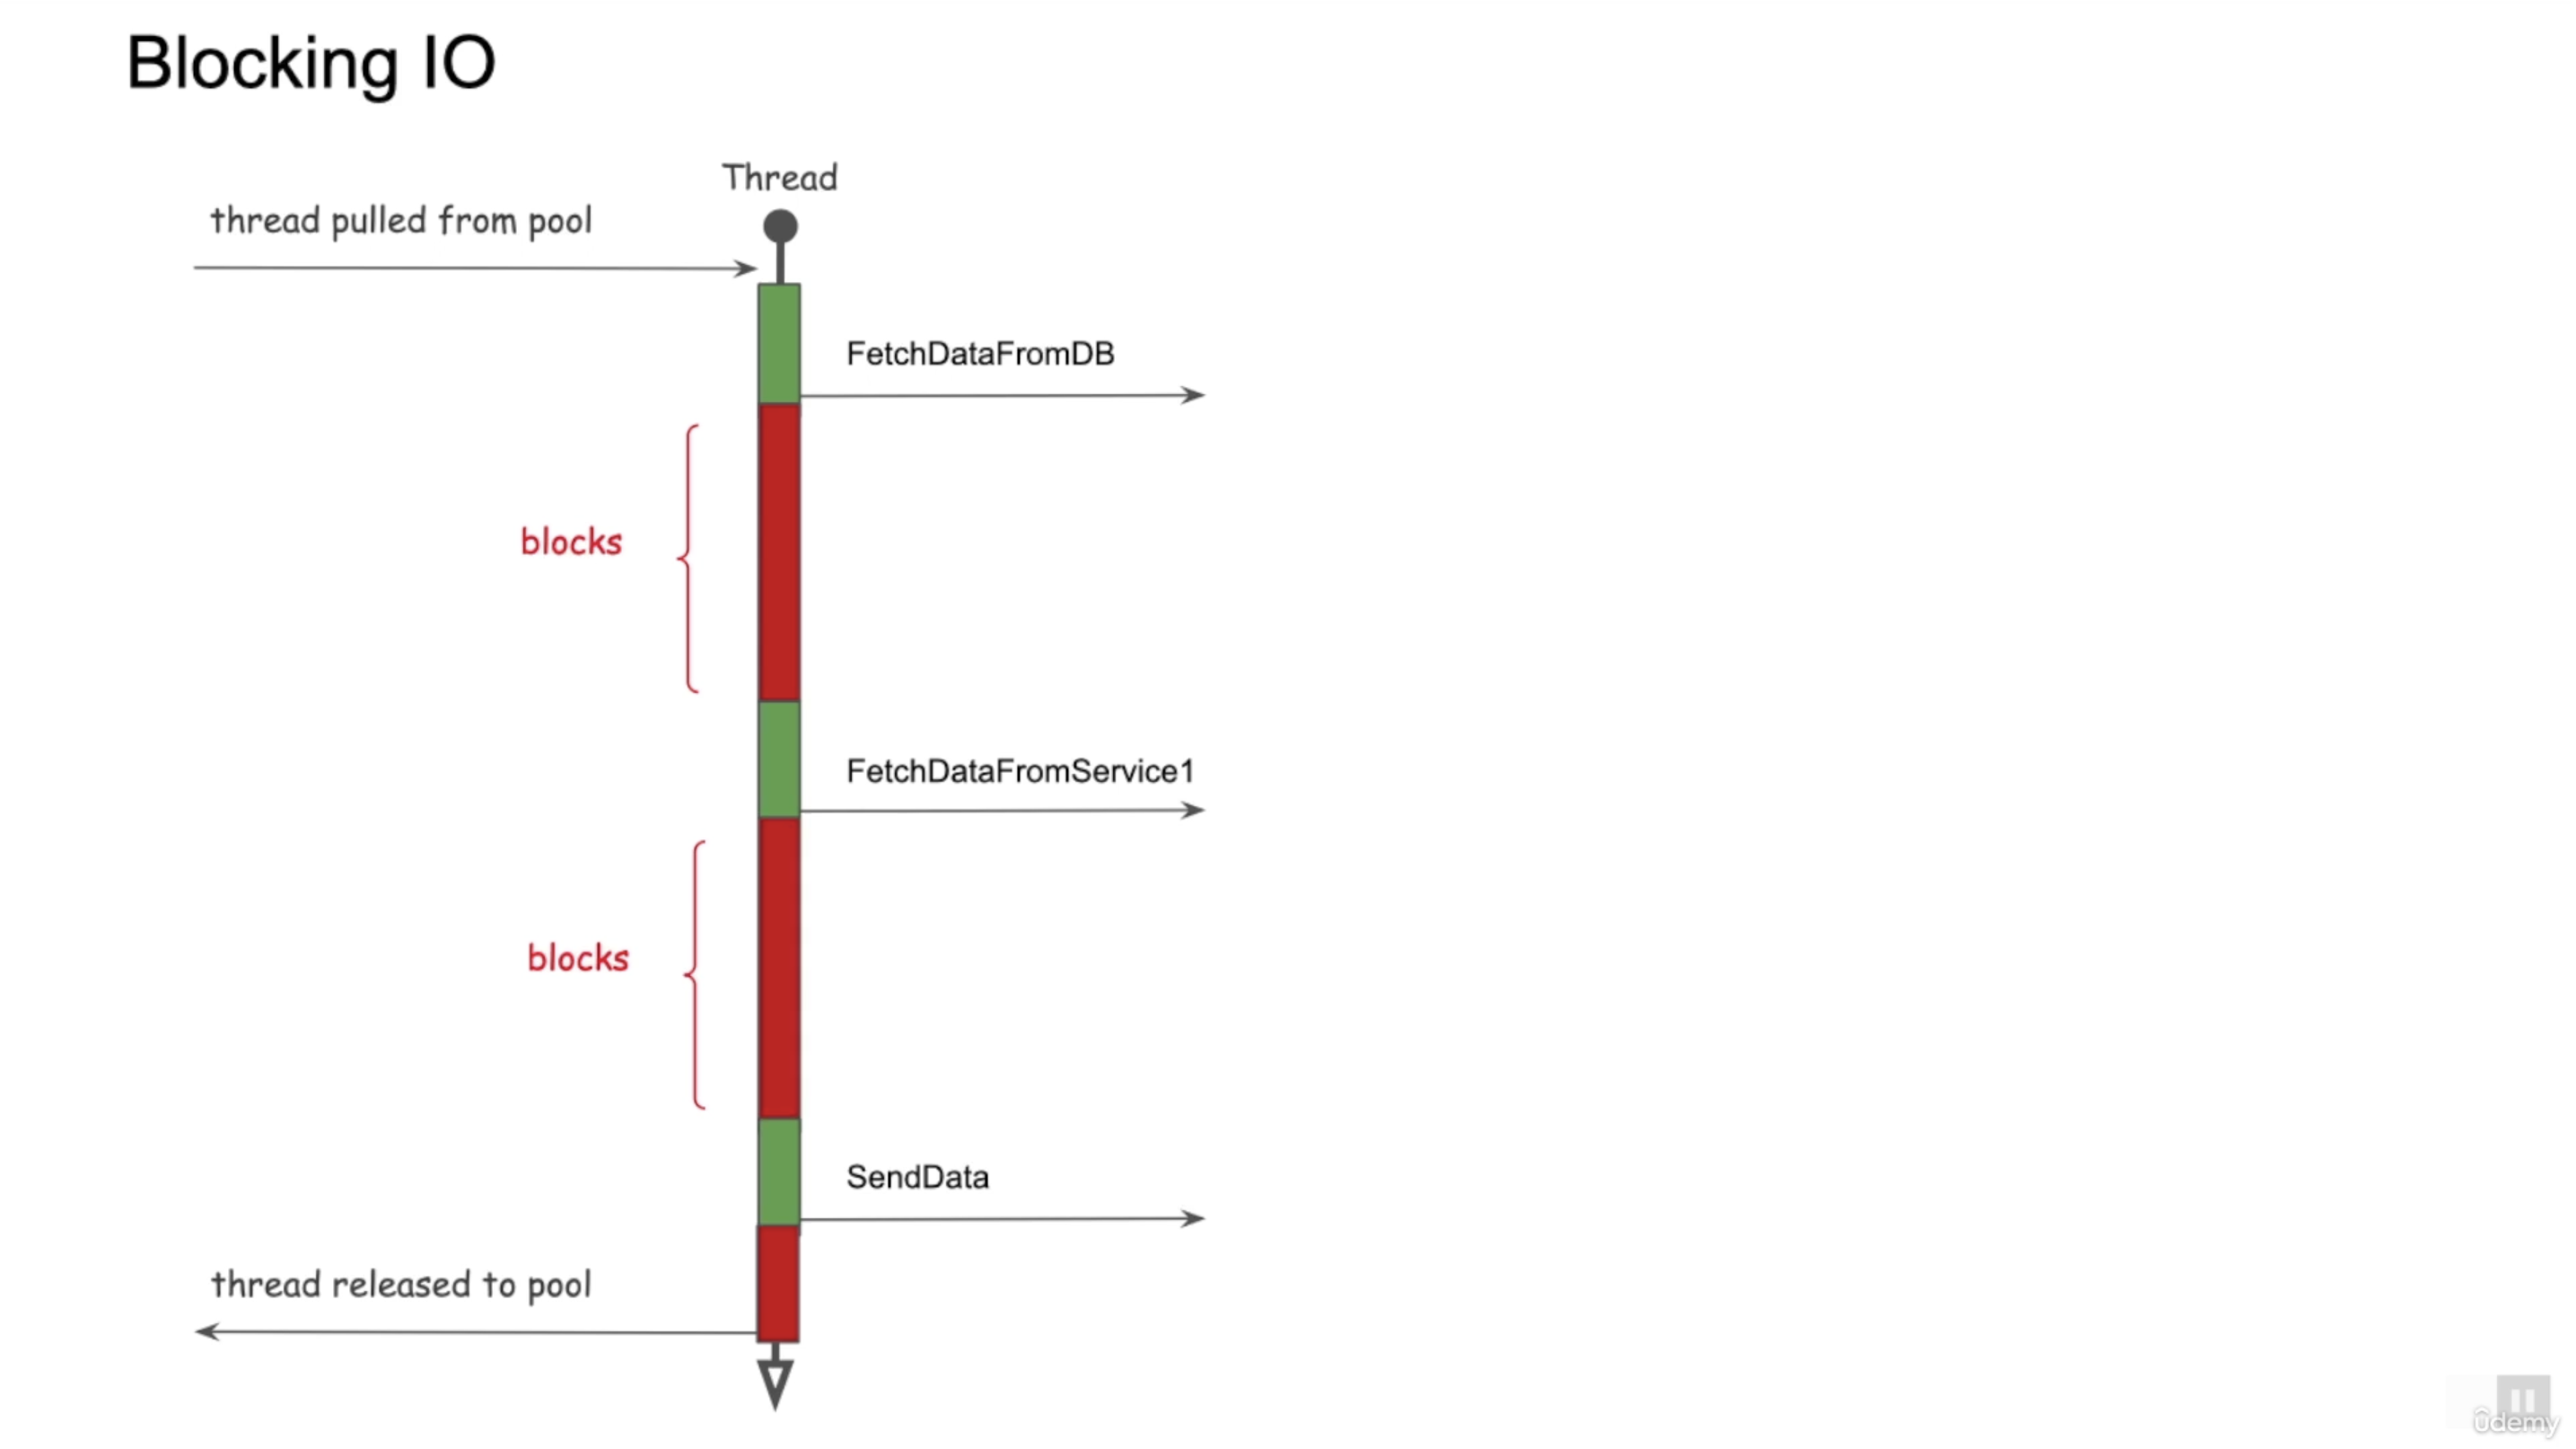 Blocking IO
Thread
thread pulled from pool
FetchDataFromDB
blocks
FetchDataFromService1
blocks
SendData
thread released to pool
ûdemy